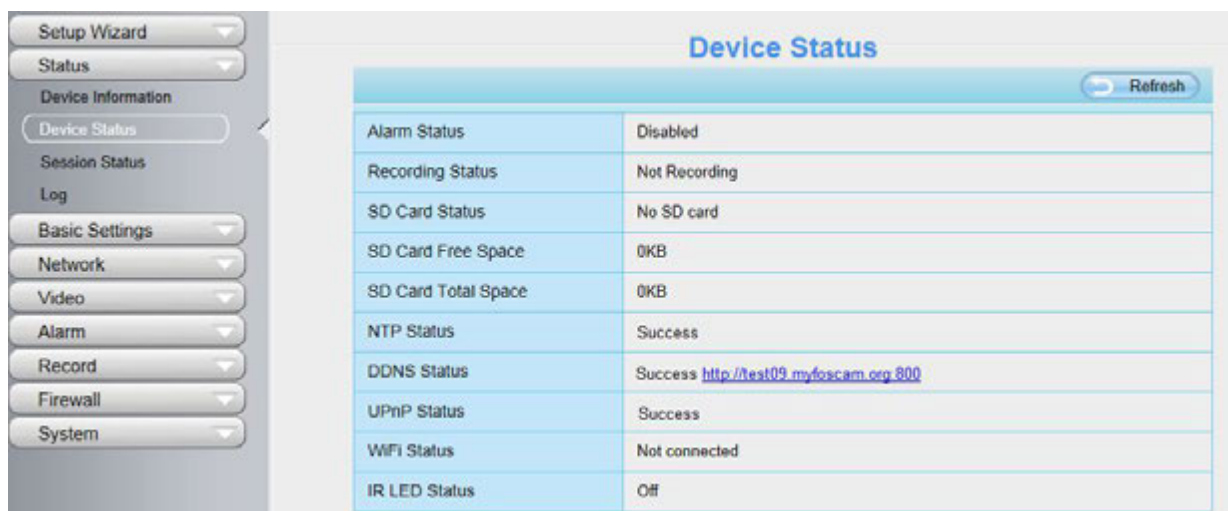 Setup Wizard
Status
Device Information
Device Status
Session Status
Log
Basic Settings
Network
Video
Alarm
Record
Firewall
System
Device Status
Refresh
Alarm Status Disabled
Recording Status Not Recording
SD Card Status No SD card
SD Card Free Space 0KB
SD Card Total Space 0KB
NTP Status Success
DDNS Status Success http://test09.myfoscam.org:800
UPnP Status Success
WiFi Status Not connected
IR LED Status Off